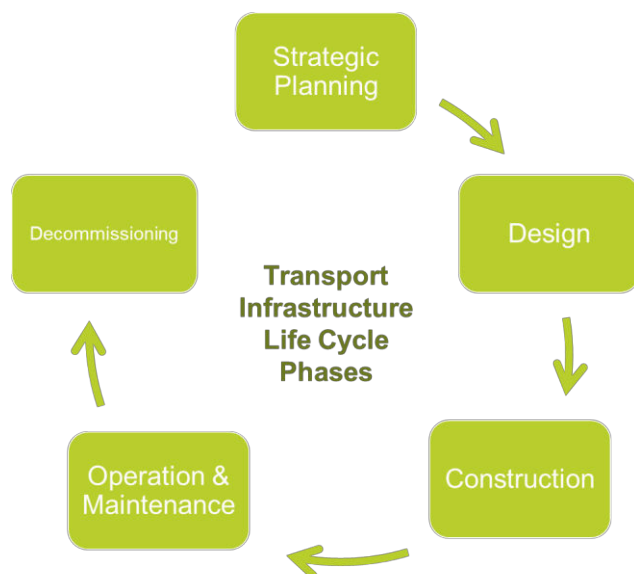 Strategic
Planning
Design
Construction
Operation &
Maintenance
Decommissioning
Transport
Infrastructure
Life Cycle
Phases